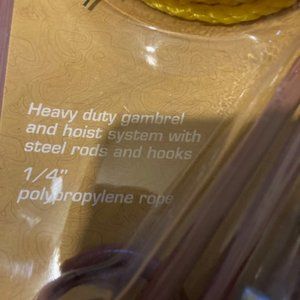 Heavy duty gambrel
and hoist system with
steel rods and hooks
1/4"
polypropylene rope